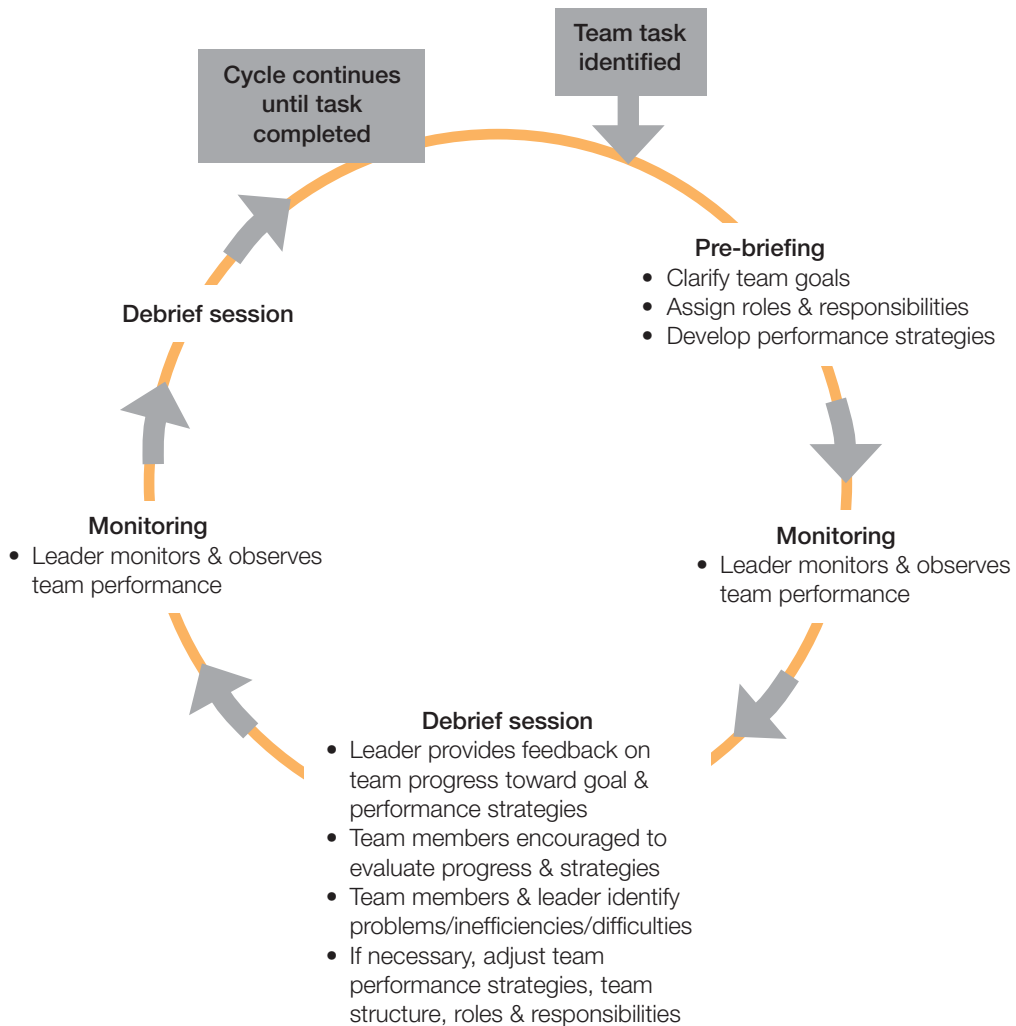 Team task
identified
Pre-briefing
• Clarify team goals
• Assign roles & responsibilities
• Develop performance strategies
Monitoring
• Leader monitors & observes
team performance
Debrief session
• Leader provides feedback on
team progress toward goal &
performance strategies
• Team members encouraged to
evaluate progress & strategies
• Team members & leader identify
problems/inefficiencies/difficulties
• If necessary, adjust team
performance strategies, team
structure, roles & responsibilities
Monitoring
• Leader monitors & observes
team performance
Debrief session
Cycle continues
until task
completed